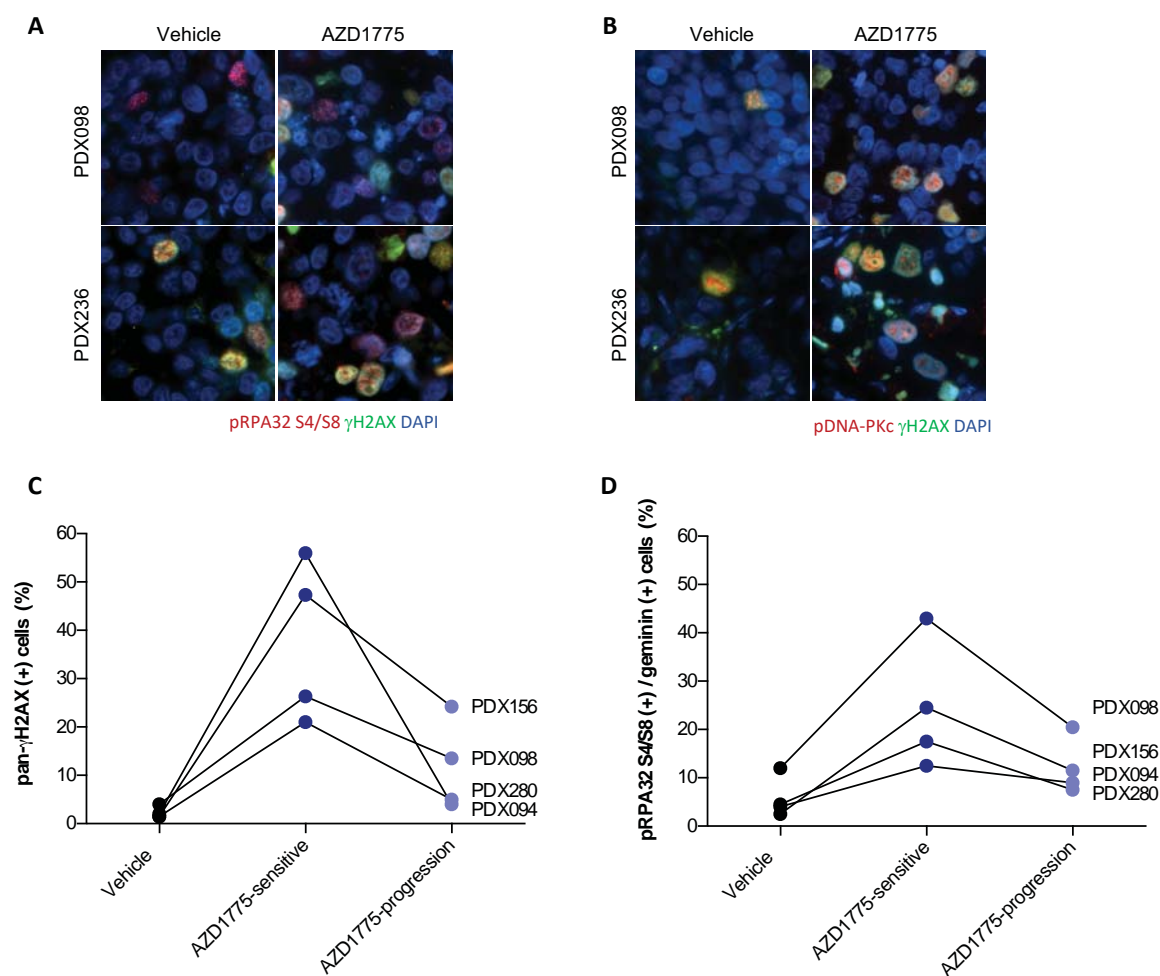 A
Vehicle AZD1775
PDX098
PDX236
pRPA32 S4/S8 γH2AX DAPI
B
Vehicle AZD1775
PDX098
PDX236
pDNA-PKc γH2AX DAPI
C
pan-γH2AX (+) cells (%)
60
50
40
30
20
10
0
PDX156
PDX098
PDX280
PDX094
Vehicle
AZD1775-sensitive
AZD1775-progression
D
pRPA32 S4/S8 (+) / geminin (+) cells (%)
60
50
40
30
20
10
0
PDX098
PDX156
PDX094
PDX280
Vehicle
AZD1775-sensitive
AZD1775-progression